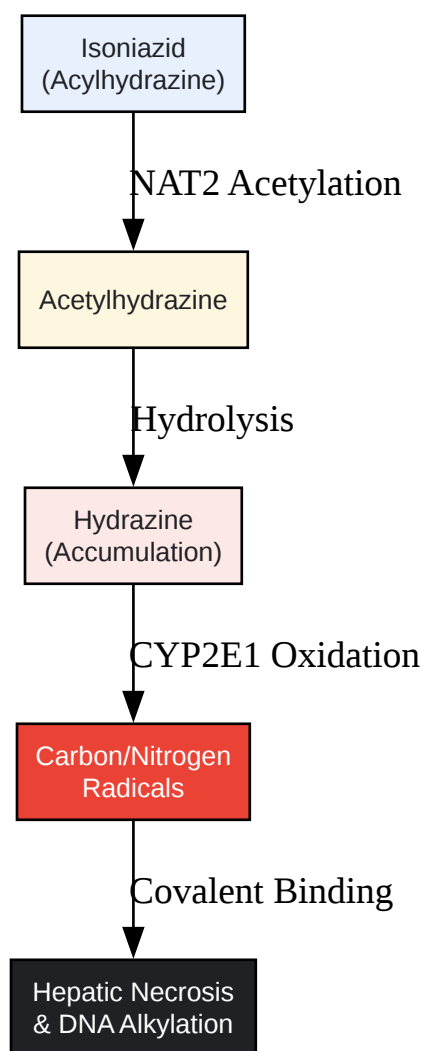 Isoniazid
(Acylhydrazine)
NAT2 Acetylation
Acetylhydrazine
Hydrolysis
Hydrazine
(Accumulation)
CYP2E1 Oxidation
Carbon/Nitrogen
Radicals
Covalent Binding
Hepatic Necrosis
& DNA Alkylation